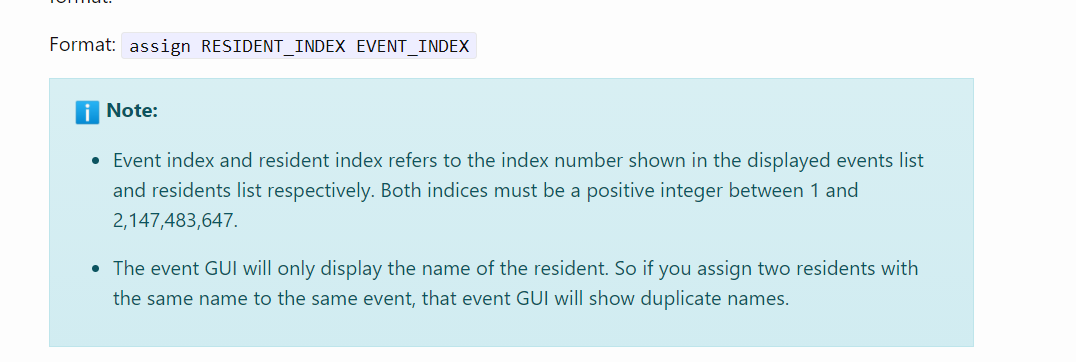 format:
Format: assign RESIDENT_INDEX EVENT_INDEX
Note:
Event index and resident index refers to the index number shown in the displayed events list
and residents list respectively. Both indices must be a positive integer between 1 and
2,147,483,647.
The event GUI will only display the name of the resident. So if you assign two residents with
the same name to the same event, that event GUI will show duplicate names.